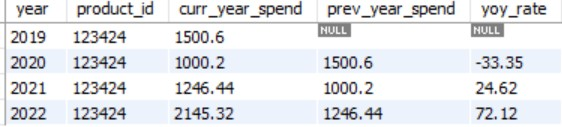 year product_id curr_year_spend prev_year_spend yoy_rate
2019 123424 1500.6 NULL NULL
2020 123424 1000.2 1500.6 -33.35
2021 123424 1246.44 1000.2 24.62
2022 123424 2145.32 1246.44 72.12